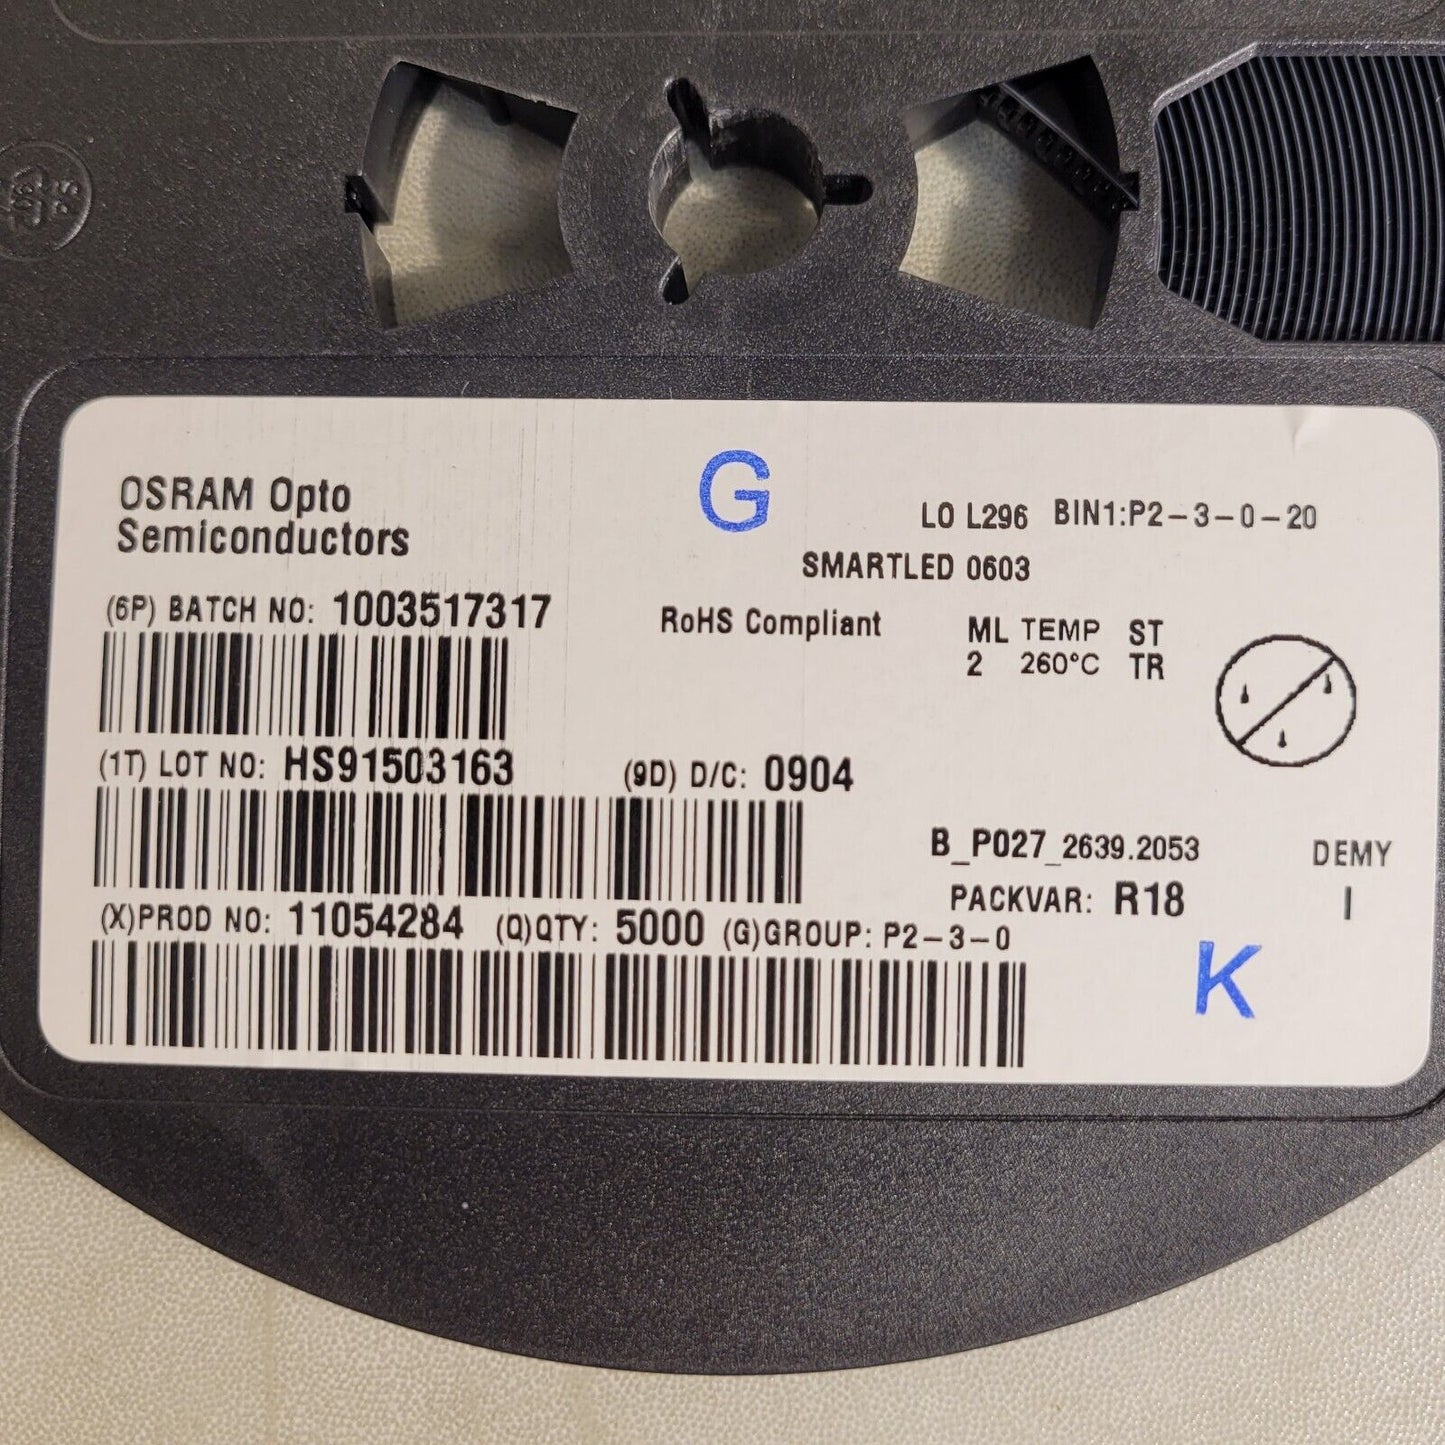 OSRAM Opto
Semiconductors
G
LO L296 BIN1:P2-3-0-20
SMARTLED 0603
(6P) BATCH NO: 1003517317
RoHS Compliant
ML TEMP ST
2 260°C TR
(1T) LOT NO: HS91503163 (9D) D/C: 0904
B_P027_2639.2053 DEMY
PACKVAR: R18 I
(X)PROD NO: 11054284 (Q)QTY: 5000 (G)GROUP: P2-3-0
K